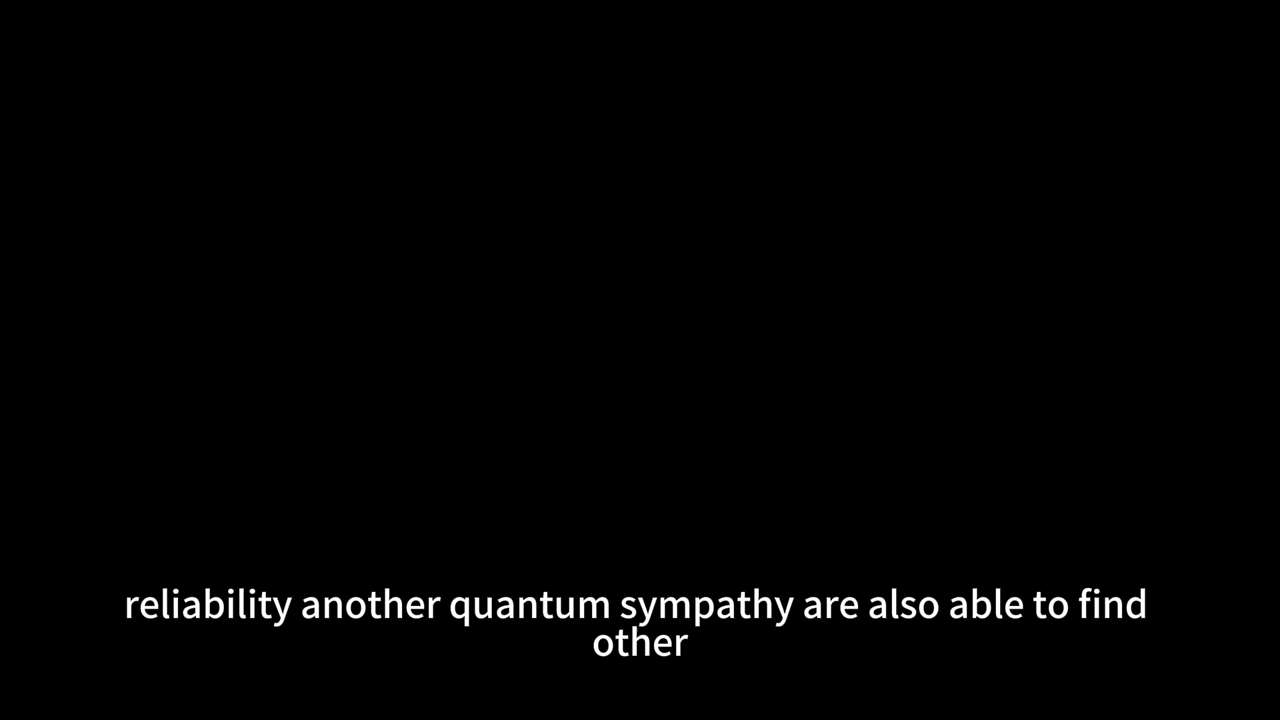 reliability another quantum sympathy are also able to find
other